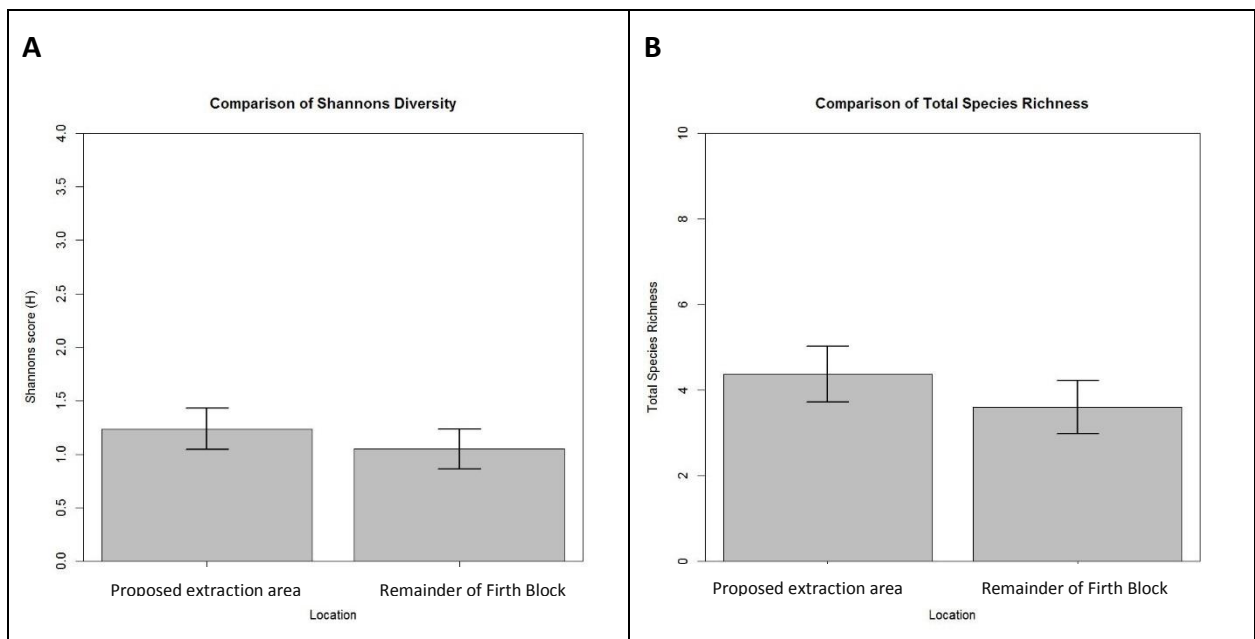 A
Comparison of Shannons Diversity
Shannons score (H)
4.0
3.5
3.0
2.5
2.0
1.5
1.0
0.5
0.0
Proposed extraction area
Remainder of Firth Block
Location
B
Comparison of Total Species Richness
Total Species Richness
10
8
6
4
2
0
Proposed extraction area
Remainder of Firth Block
Location